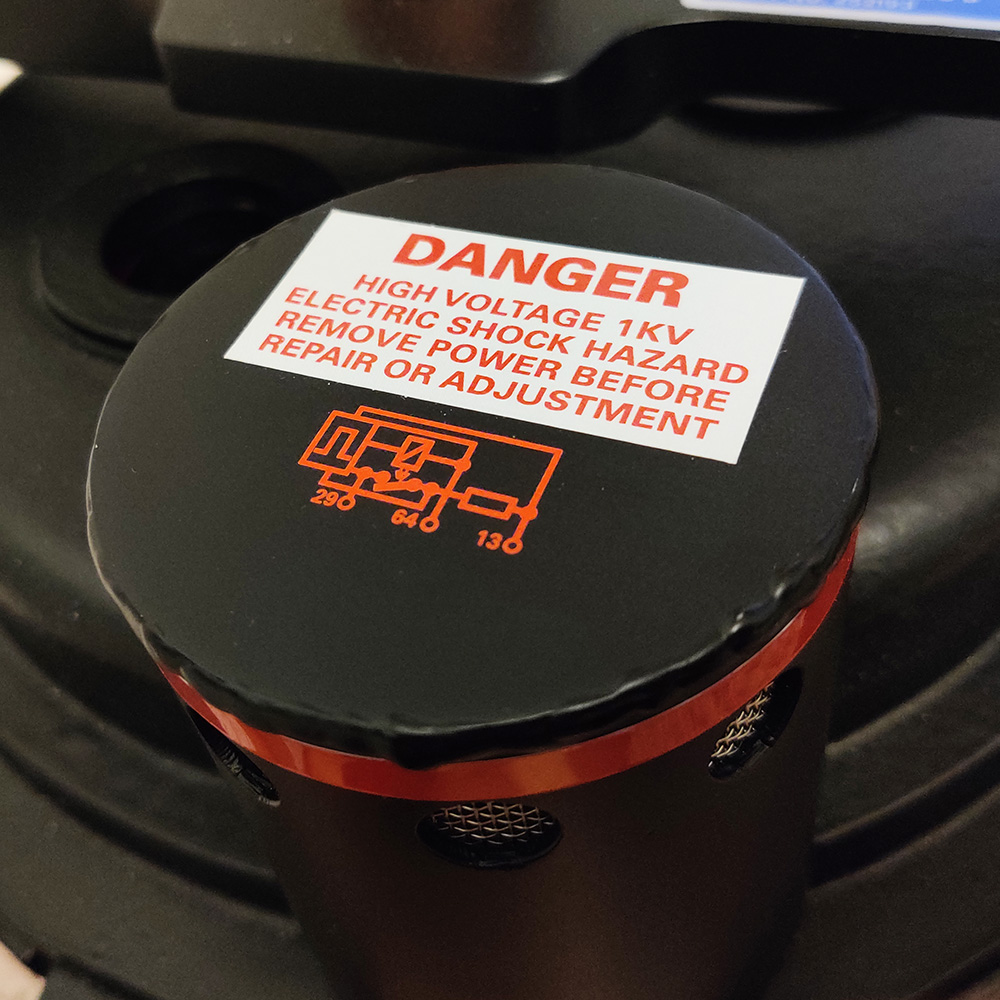 DANGER
HIGH VOLTAGE 1KV
ELECTRIC SHOCK HAZARD
REMOVE POWER BEFORE
REPAIR OR ADJUSTMENT
29
64
13